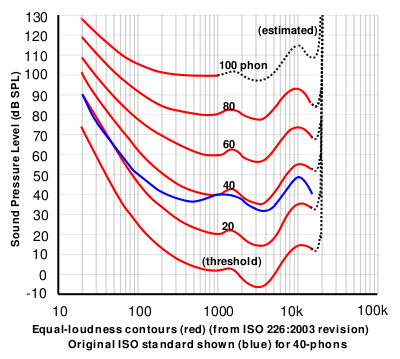 130
120
110
100
90
80
70
60
50
40
30
20
10
0
-10
Sound Pressure Level (dB SPL)
(estimated)
100 phon
80
60
40
20
(threshold)
10 100 1000 10k 100k
Equal-loudness contours (red) (from ISO 226:2003 revision)
Original ISO standard shown (blue) for 40-phons